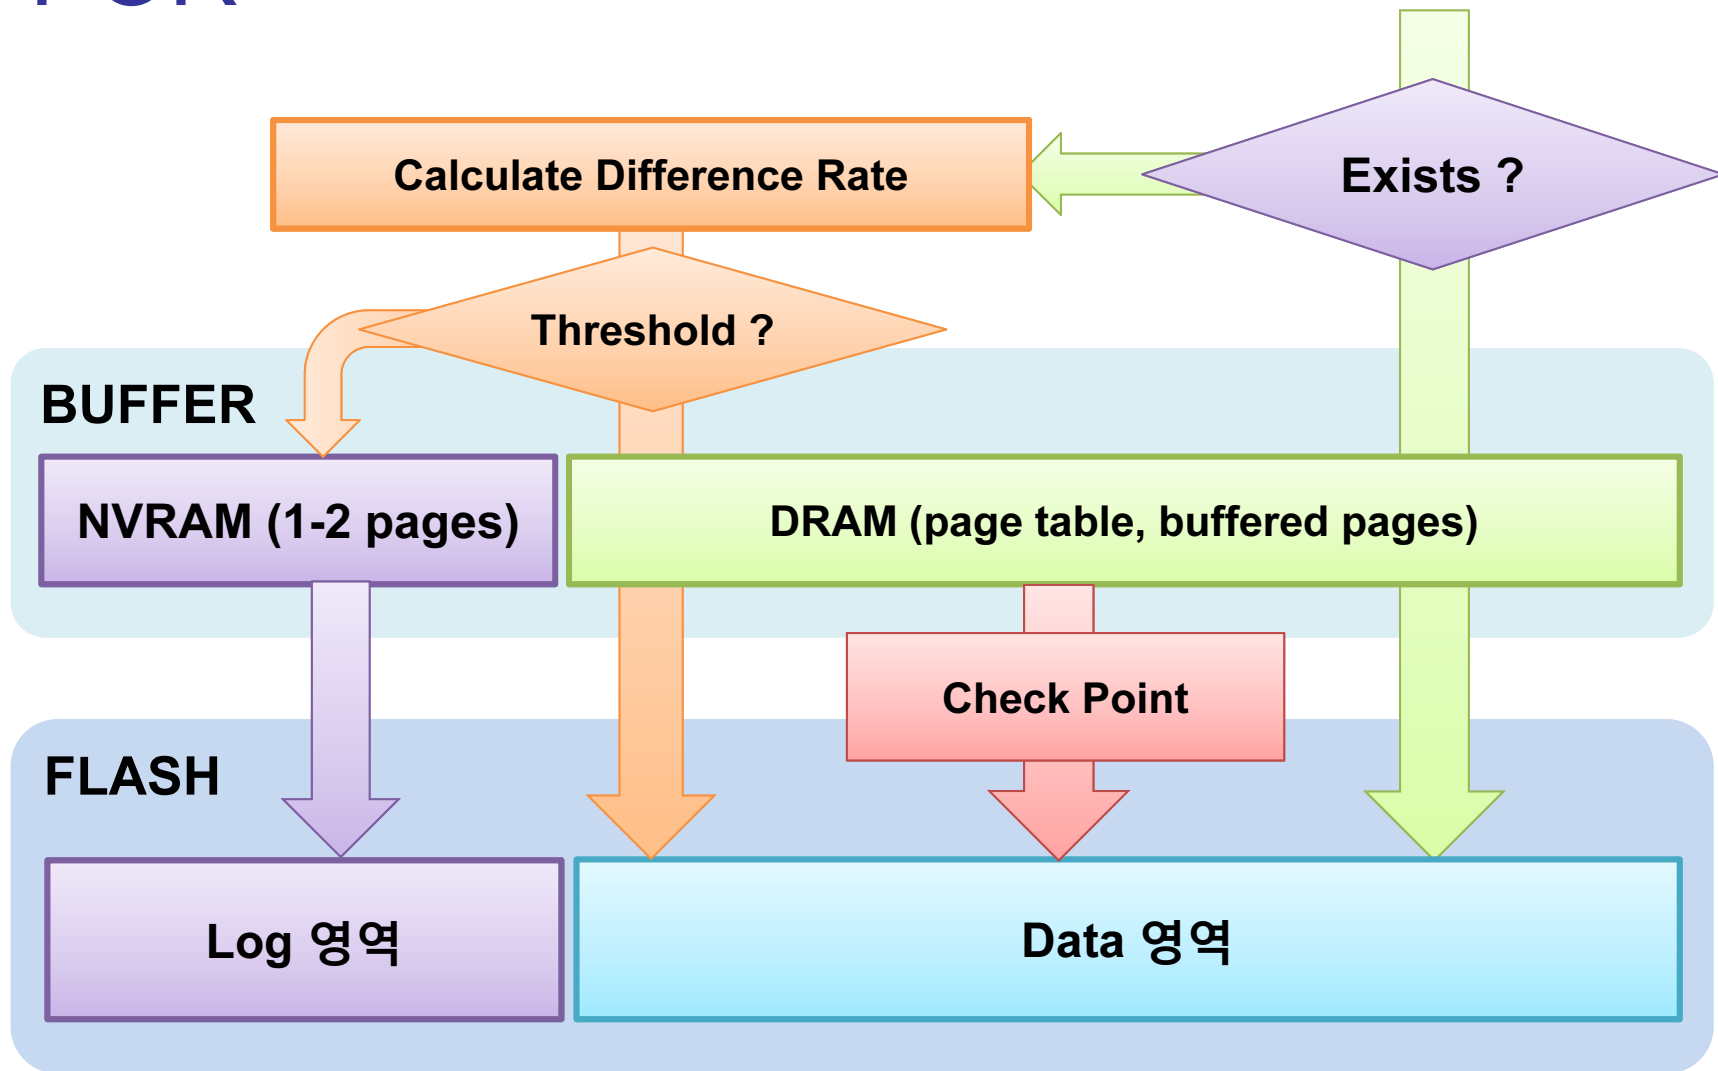 Exists ?
Calculate Difference Rate
Threshold ?
BUFFER
NVRAM (1-2 pages)
DRAM (page table, buffered pages)
Check Point
FLASH
Log 영역
Data 영역